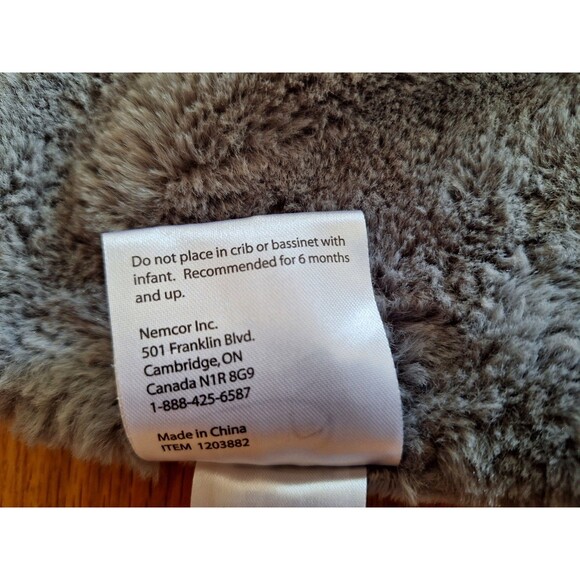 Do not place in crib or bassinet with
infant. Recommended for 6 months
and up.
Nemcor Inc.
501 Franklin Blvd.
Cambridge, ON
Canada N1R 8G9
1-888-425-6587
Made in China
ITEM 1203882